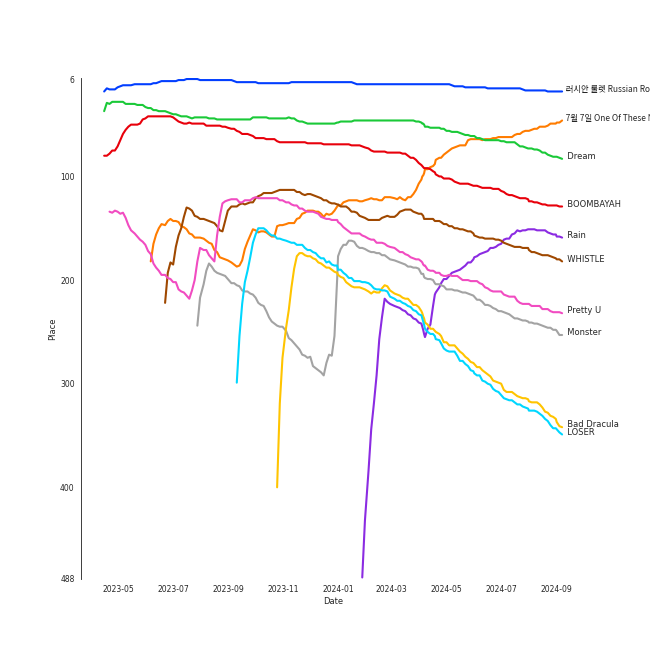 6
100
200
300
400
488
Place
2023-05
2023-07
2023-09
2023-11
2024-01
2024-03
2024-05
2024-07
2024-09
Date
러시안 룰렛 Russian Ro
7월 7일 One Of These
Dream
BOOMBAYAH
Rain
WHISTLE
Pretty U
Monster
Bad Dracula
LOSER